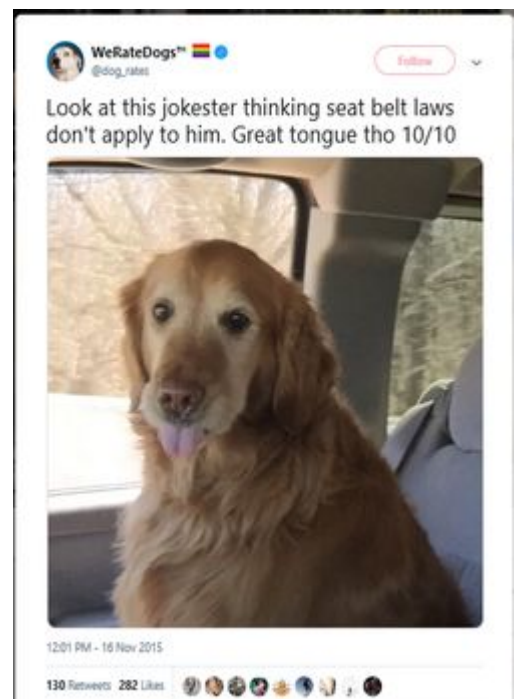 WeRateDogs™
@dog_rates
Follow
Look at this jokester thinking seat belt laws
don't apply to him. Great tongue tho 10/10
12:01 PM - 16 Nov 2015
130 Retweets 282 Likes